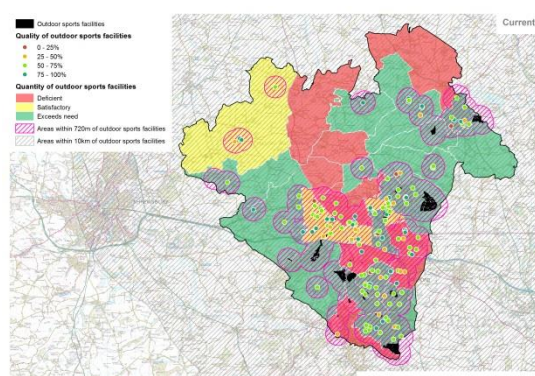 Current
Outdoor sports facilities
Quality of outdoor sports facilities
0 - 25%
25 - 50%
50 - 75%
75 - 100%
Quantity of outdoor sports facilities
Deficient
Satisfactory
Exceeds need
Areas within 720m of outdoor sports facilities
Areas within 10km of outdoor sports facilities